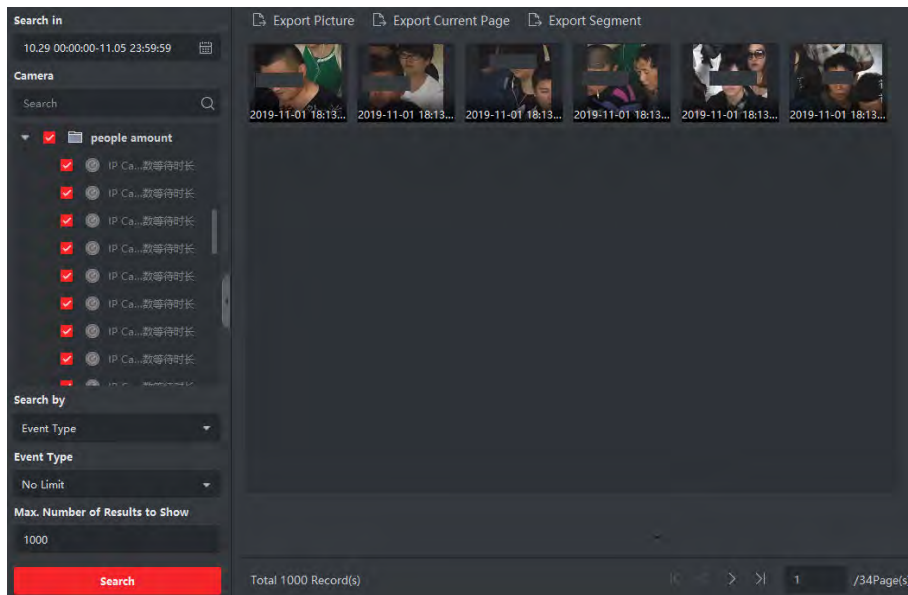 Search in
10.29 00:00:00-11.05 23:59:59
Camera
Search
people amount
IP Ca...数等待时长
IP Ca...数等待时长
IP Ca...数等待时长
IP Ca...数等待时长
IP Ca...数等待时长
IP Ca...数等待时长
IP Ca...数等待时长
IP Ca...数等待时长
Search by
Event Type
Event Type
No Limit
Max. Number of Results to Show
1000
Search
Export Picture Export Current Page Export Segment
2019-11-01 18:13... 2019-11-01 18:13... 2019-11-01 18:13... 2019-11-01 18:13... 2019-11-01 18:13... 2019-11-01 18:13...
Total 1000 Record(s)
1 /34Page(s